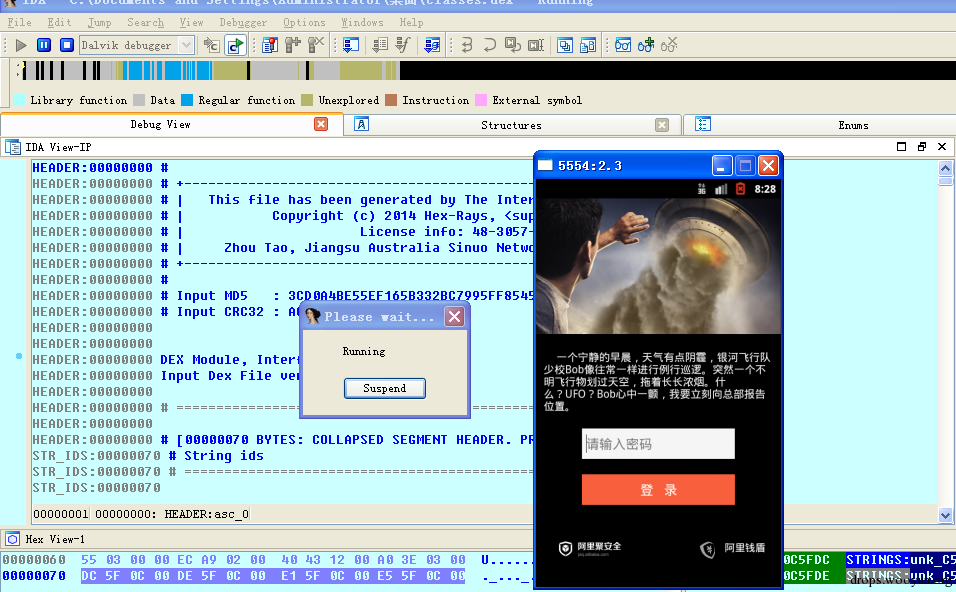 IDA - C:\Documents and Settings\Administrator\桌面\classes.dex - Running
File Edit Jump Search View Debugger Options Windows Help
Dalvik debugger
Library function Data Regular function Unexplored Instruction External symbol
Debug View Structures Enums
IDA View-IP
HEADER:00000000 #
HEADER:00000000 # +-----------------------------------
HEADER:00000000 # | This file has been generated by The Inter
HEADER:00000000 # | Copyright (c) 2014 Hex-Rays, <sup
HEADER:00000000 # | License info: 48-3057-
HEADER:00000000 # | Zhou Tao, Jiangsu Australia Sinuo Netwo
HEADER:00000000 # +-----------------------------------
HEADER:00000000 #
HEADER:00000000 # Input MD5 : 3CD0A4BE55EF165B332BC7995FF8545
HEADER:00000000 # Input CRC32 : A
HEADER:00000000
HEADER:00000000
HEADER:00000000 DEX Module, Inter
HEADER:00000000 Input Dex File ver
HEADER:00000000
HEADER:00000000 # ===================================
HEADER:00000000
HEADER:00000000 # [00000070 BYTES: COLLAPSED SEGMENT HEADER. PR
STR_IDS:00000070 # String ids
STR_IDS:00000070 # ===================================
STR_IDS:00000070
00000001 00000000: HEADER:asc_0
Please wait...
Running
Suspend
5554:2.3
8:28
一个宁静的早晨，天气有点阴霾，银河飞行队
少校Bob像往常一样进行例行巡逻。突然一个不
明飞行物划过天空，拖着长长浓烟。什
么？UFO？Bob心中一颤，我要立刻向总部报告
位置。
请输入密码
登 录
阿里聚安全
阿里钱盾
Hex View-1
00000060 55 03 00 00 EC A9 02 00 40 43 12 00 A0 3E 03 00 U......
00000070 DC 5F 0C 00 DE 5F 0C 00 E1 5F 0C 00 E5 5F 0C 00 ._..._.
0C5FDC STRINGS:unk_C5
0C5FDE STRINGS:unk_C5